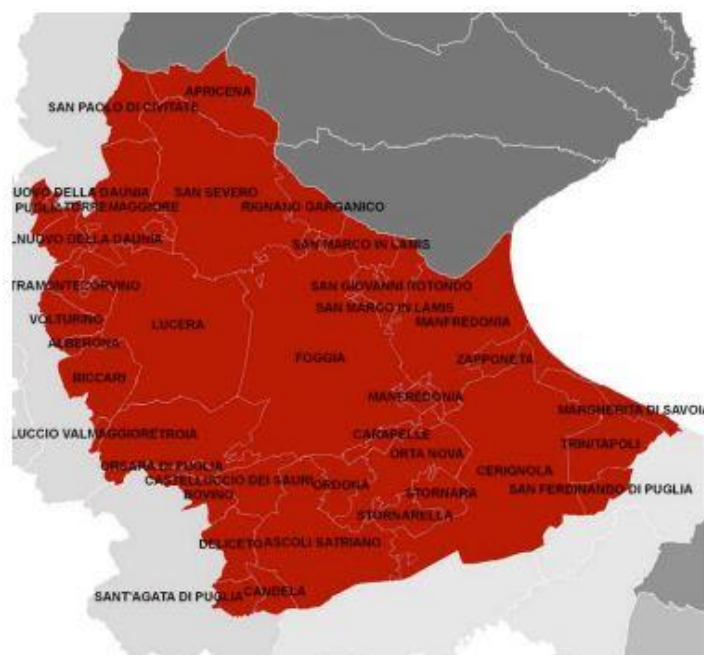 APRICENA
SAN PAOLO DI CIVITATE
UOVO DELLA DAUNIA
SAN SEVERO
PUGLIA
TORREMAGGIORE
RIGNANO GARGANICO
LNUOVO DELLA DAUNIA
SAN MARCO IN LAMIS
TRAMONTECORVINO
SAN GIOVANNI ROTONDO
SAN MARCO IN LAMIS
VOLTURINO
LUCERA
MANFREDONIA
ALBERONA
FOGGIA
ZAPPONETA
BICCARI
MANFREDONIA
MARGHERITA DI SAVOIA
LUCCIO VALMAGGIORE
TROIA
CARAPELLE
TRINITAPOLI
ORTA NOVA
ORSARA DI PUGLIA
CERIGNOLA
CASTELLUCCIO DEI SAURI
ORDONA
SAN FERDINANDO DI PUGLIA
BOVINO
STORNARA
STORNARELLA
DELICETO
ASCOLI SATRIANO
SANT'AGATA DI PUGLIA
CANDELA